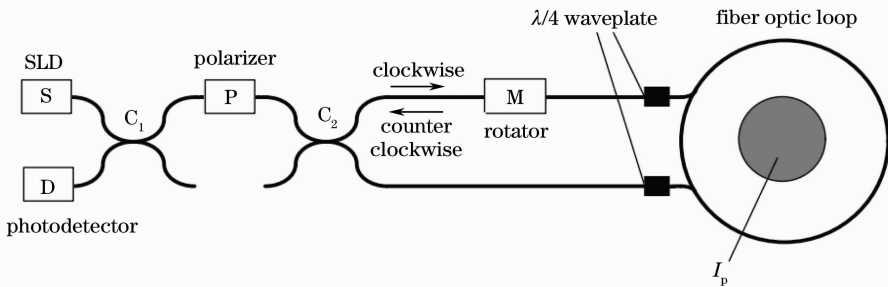 fiber optic loop
λ/4 waveplate
SLD
polarizer
clockwise
S
P
M
C1
C2
counter
clockwise
rotator
D
photodetector
Ip